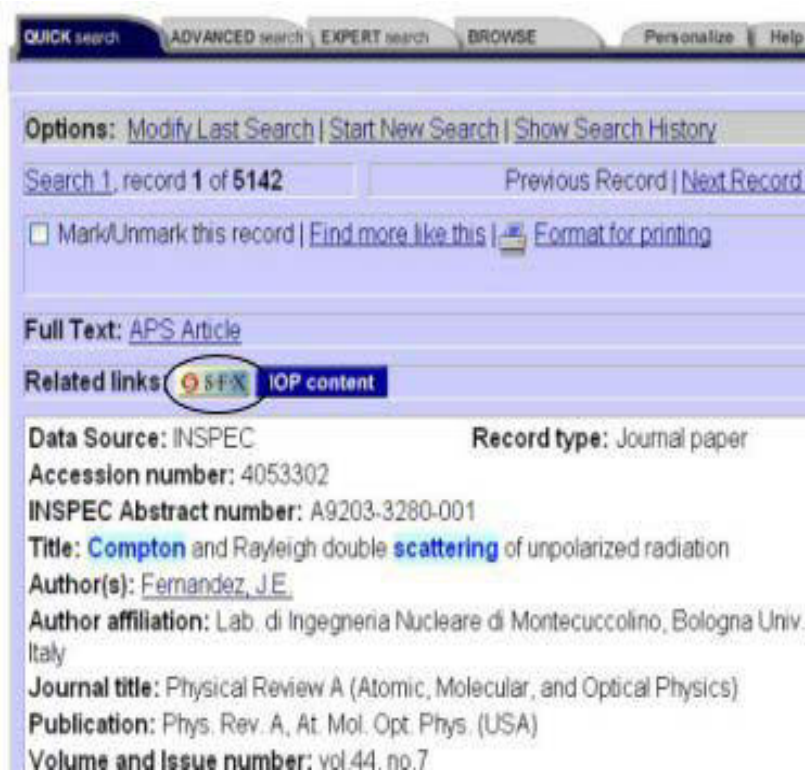 QUICK search ADVANCED search EXPERT search BROWSE Personalize Help
Options: Modify Last Search | Start New Search | Show Search History
Search 1, record 1 of 5142 Previous Record | Next Record
Mark/Unmark this record | Find more like this | Format for printing
Full Text: APS Article
Related links: SFX IOP content
Data Source: INSPEC Record type: Journal paper
Accession number: 4053302
INSPEC Abstract number: A9203-3280-001
Title: Compton and Rayleigh double scattering of unpolarized radiation
Author(s): Fernandez, J.E.
Author affiliation: Lab. di Ingegneria Nucleare di Montecuccolino, Bologna Univ.
Italy
Journal title: Physical Review A (Atomic, Molecular, and Optical Physics)
Publication: Phys. Rev. A, At. Mol. Opt. Phys. (USA)
Volume and Issue number: vol.44, no.7